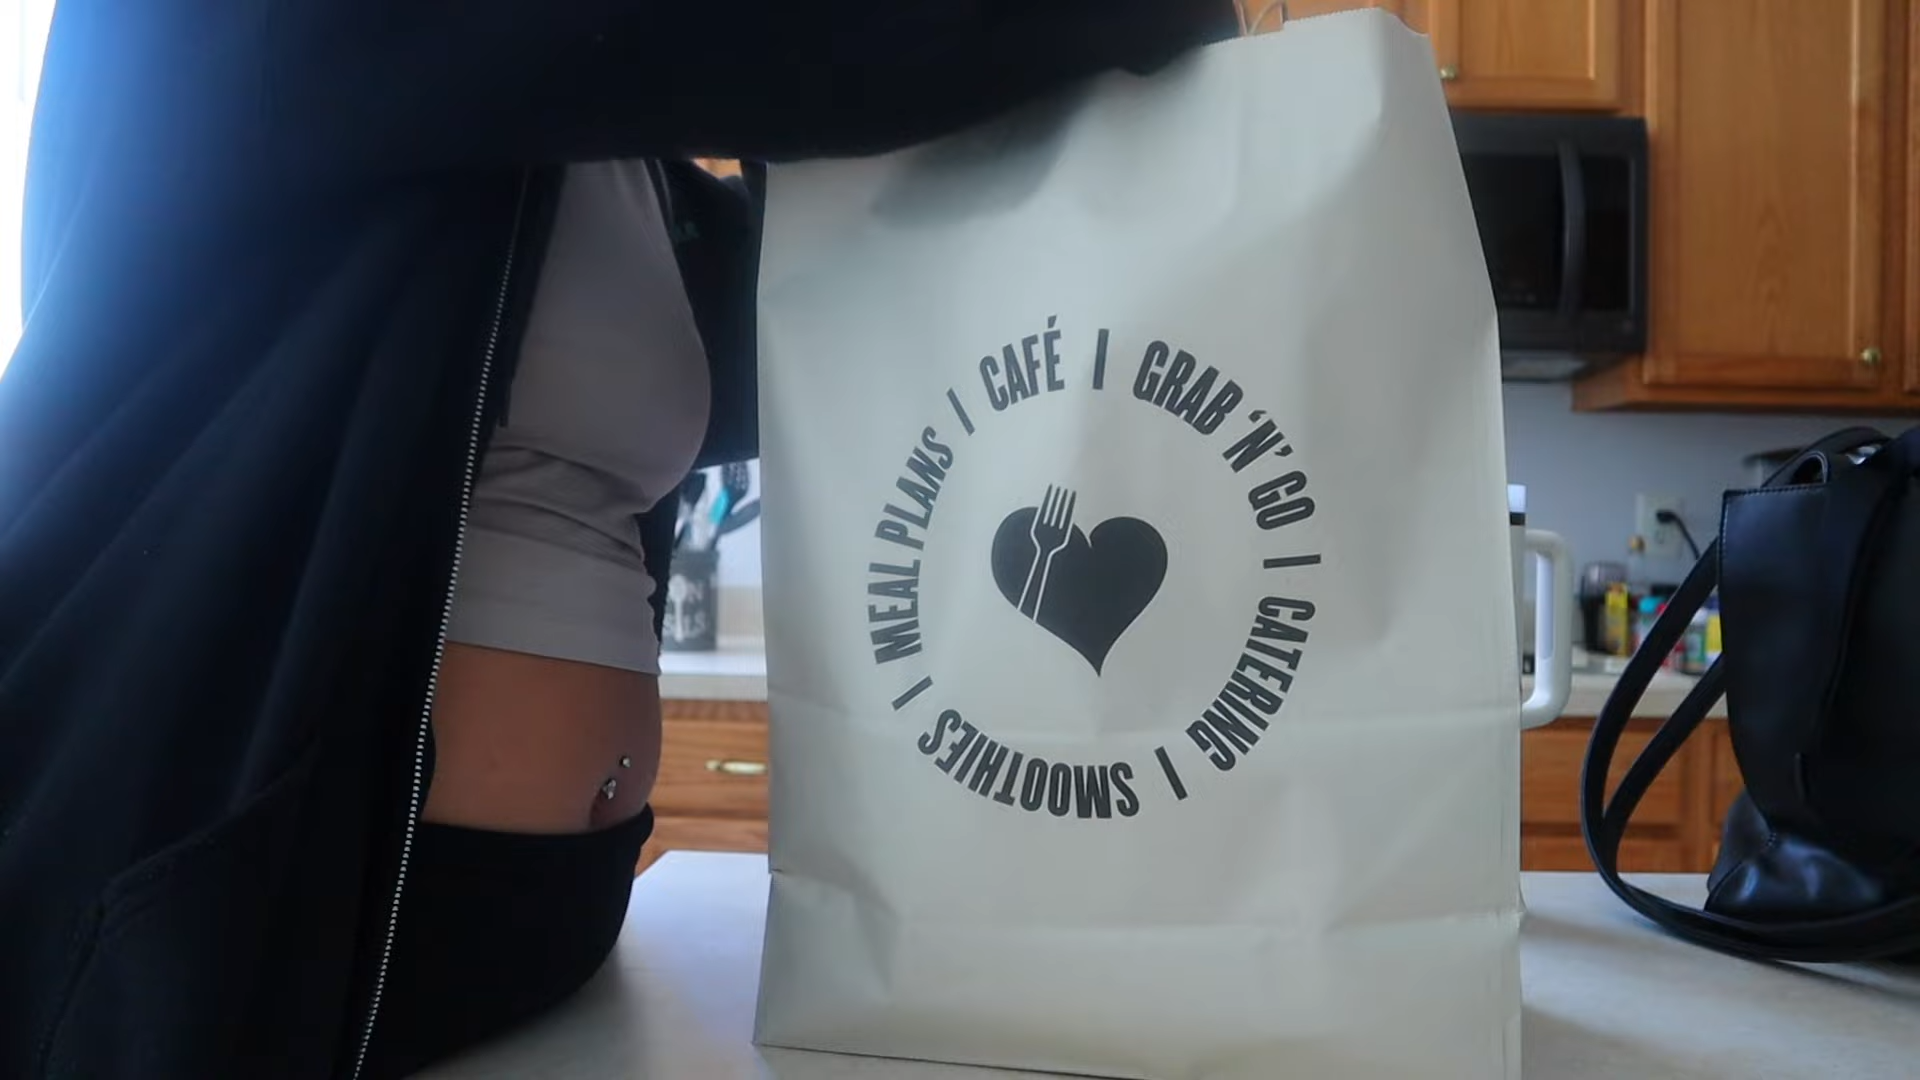 MEAL PLANS | CAFÉ | GRAB 'N' GO | CATERING | SMOOTHIES |